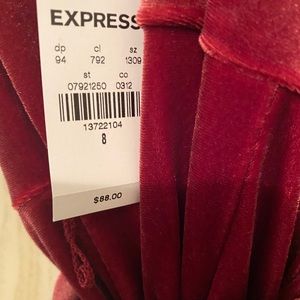 EXPRESS
dp cl sz
94 792 1309
st co
07921250 0312
13722104
8
$88.00